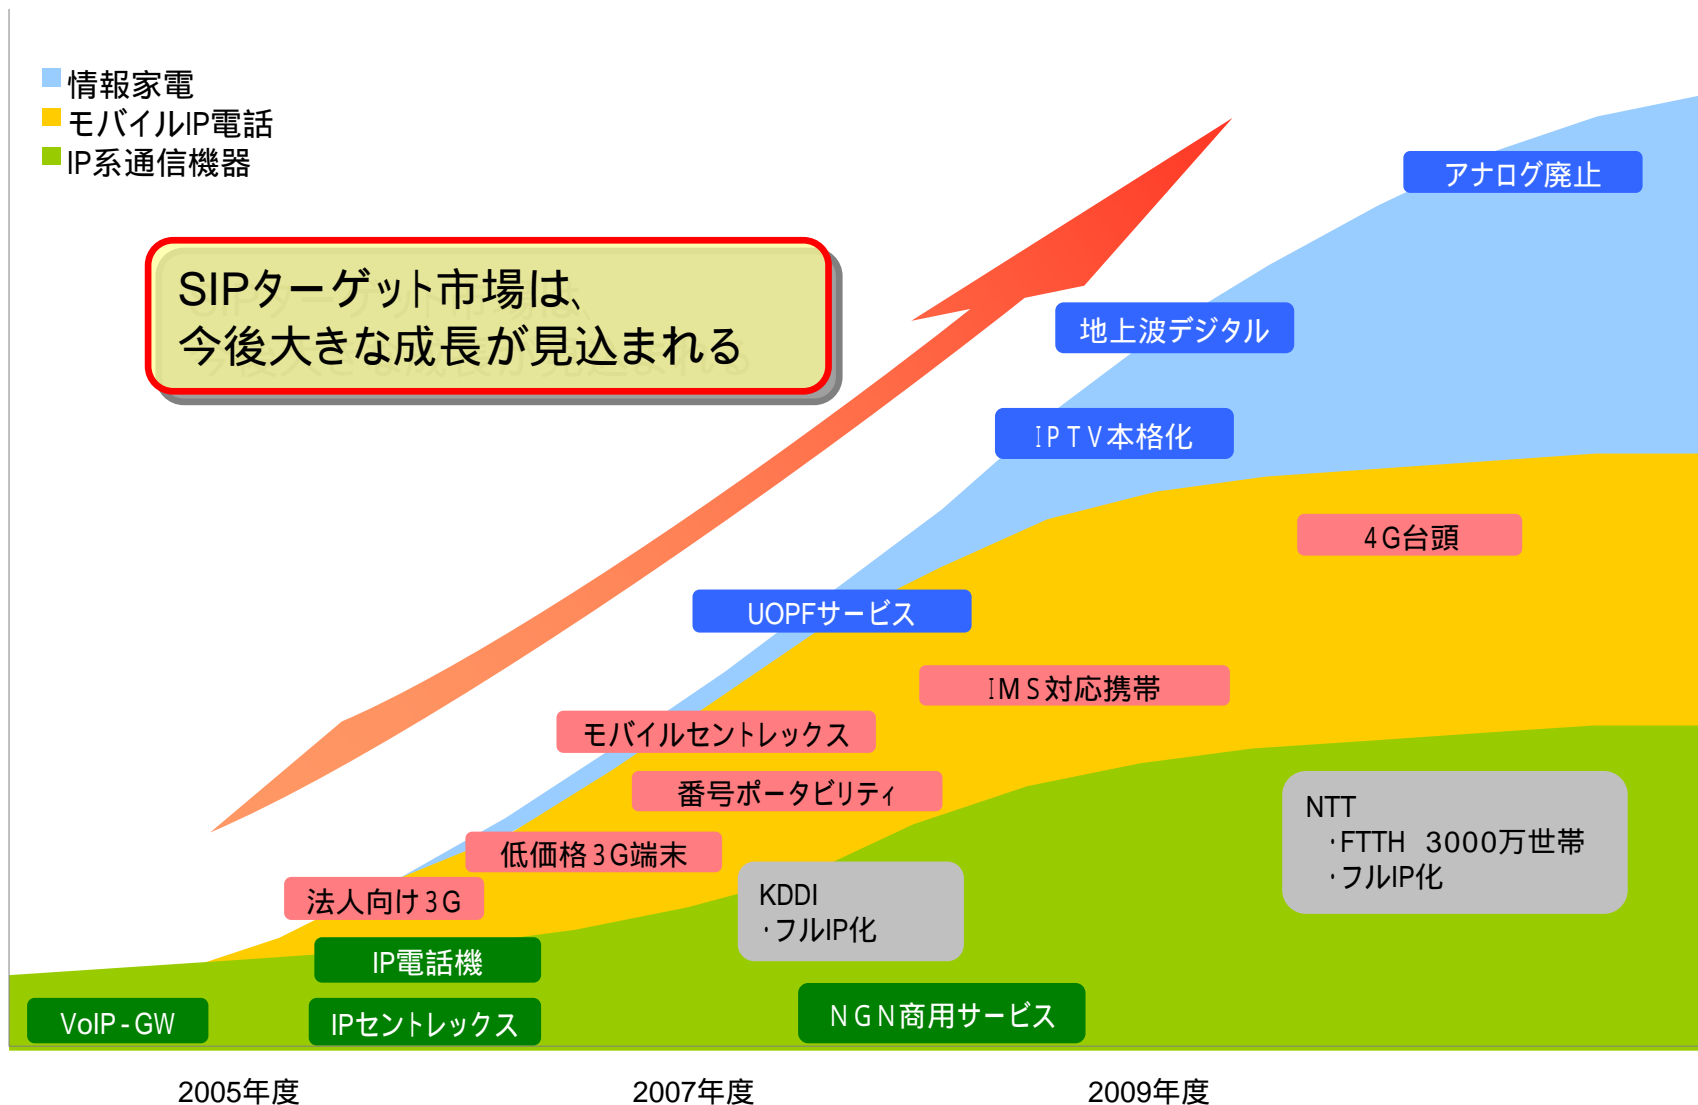 情報家電
モバイルIP電話
IP系通信機器
SIPターゲット市場は、
今後大きな成長が見込まれる
アナログ廃止
地上波デジタル
IPTV本格化
4G台頭
UOPFサービス
IMS対応携帯
モバイルセントレックス
番号ポータビリティ
低価格3G端末
法人向け3G
NTT
・FTTH 3000万世帯
・フルIP化
KDDI
・フルIP化
IP電話機
VoIP-GW
IPセントレックス
NGN商用サービス
2005年度
2007年度
2009年度